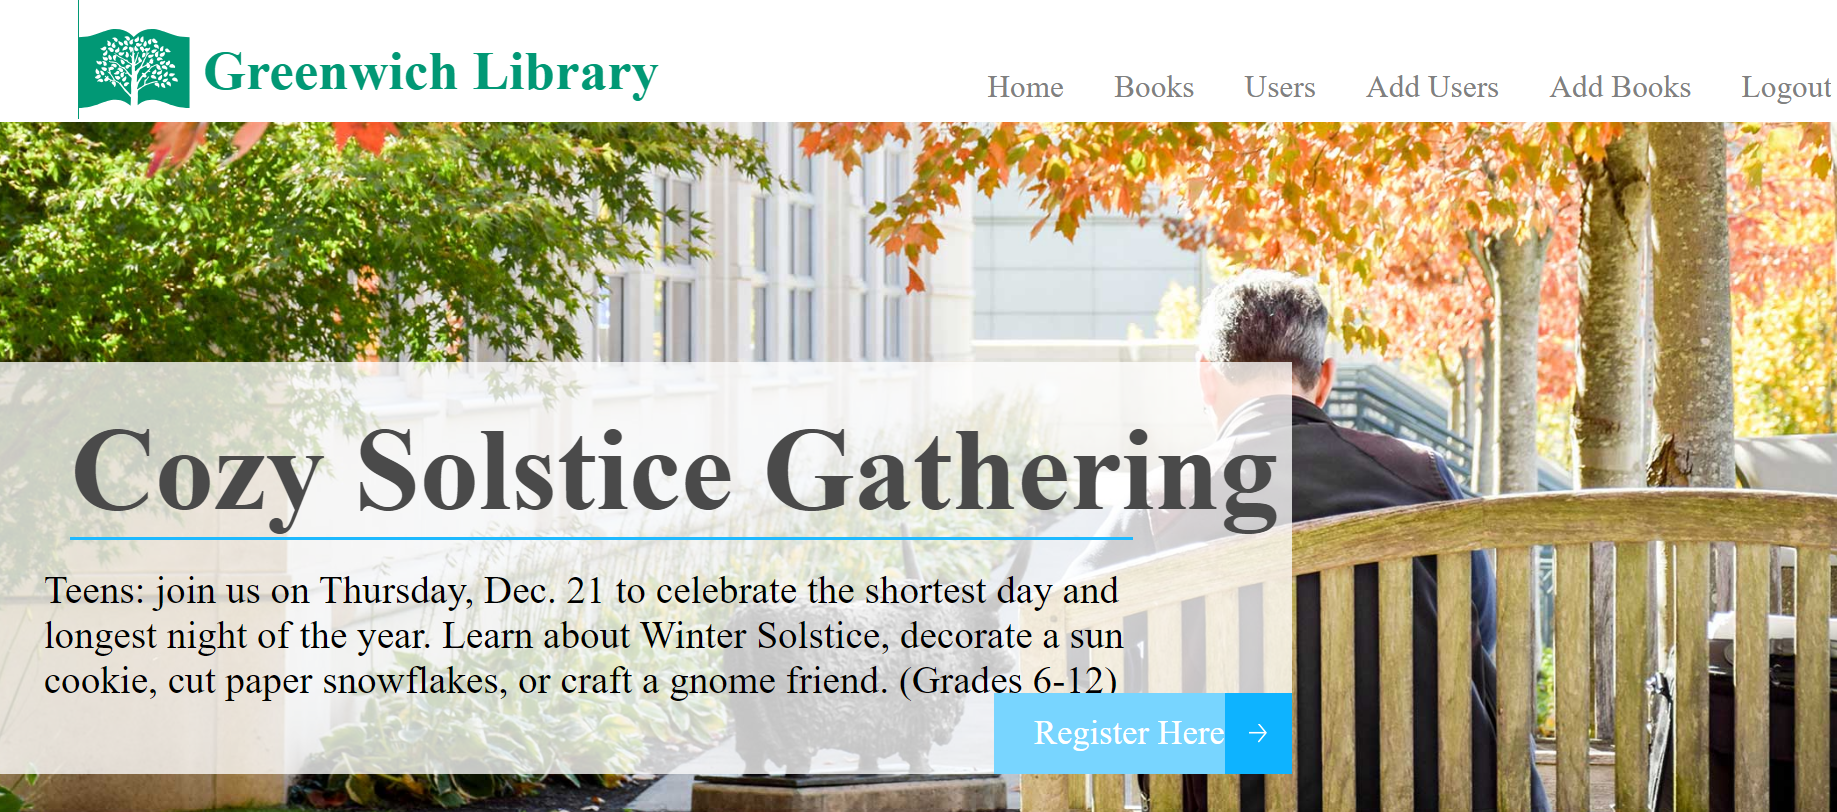 Greenwich Library
Home Books Users Add Users Add Books Logout
Cozy Solstice Gathering
Teens: join us on Thursday, Dec. 21 to celebrate the shortest day and
longest night of the year. Learn about Winter Solstice, decorate a sun
cookie, cut paper snowflakes, or craft a gnome friend. (Grades 6-12)
Register Here →